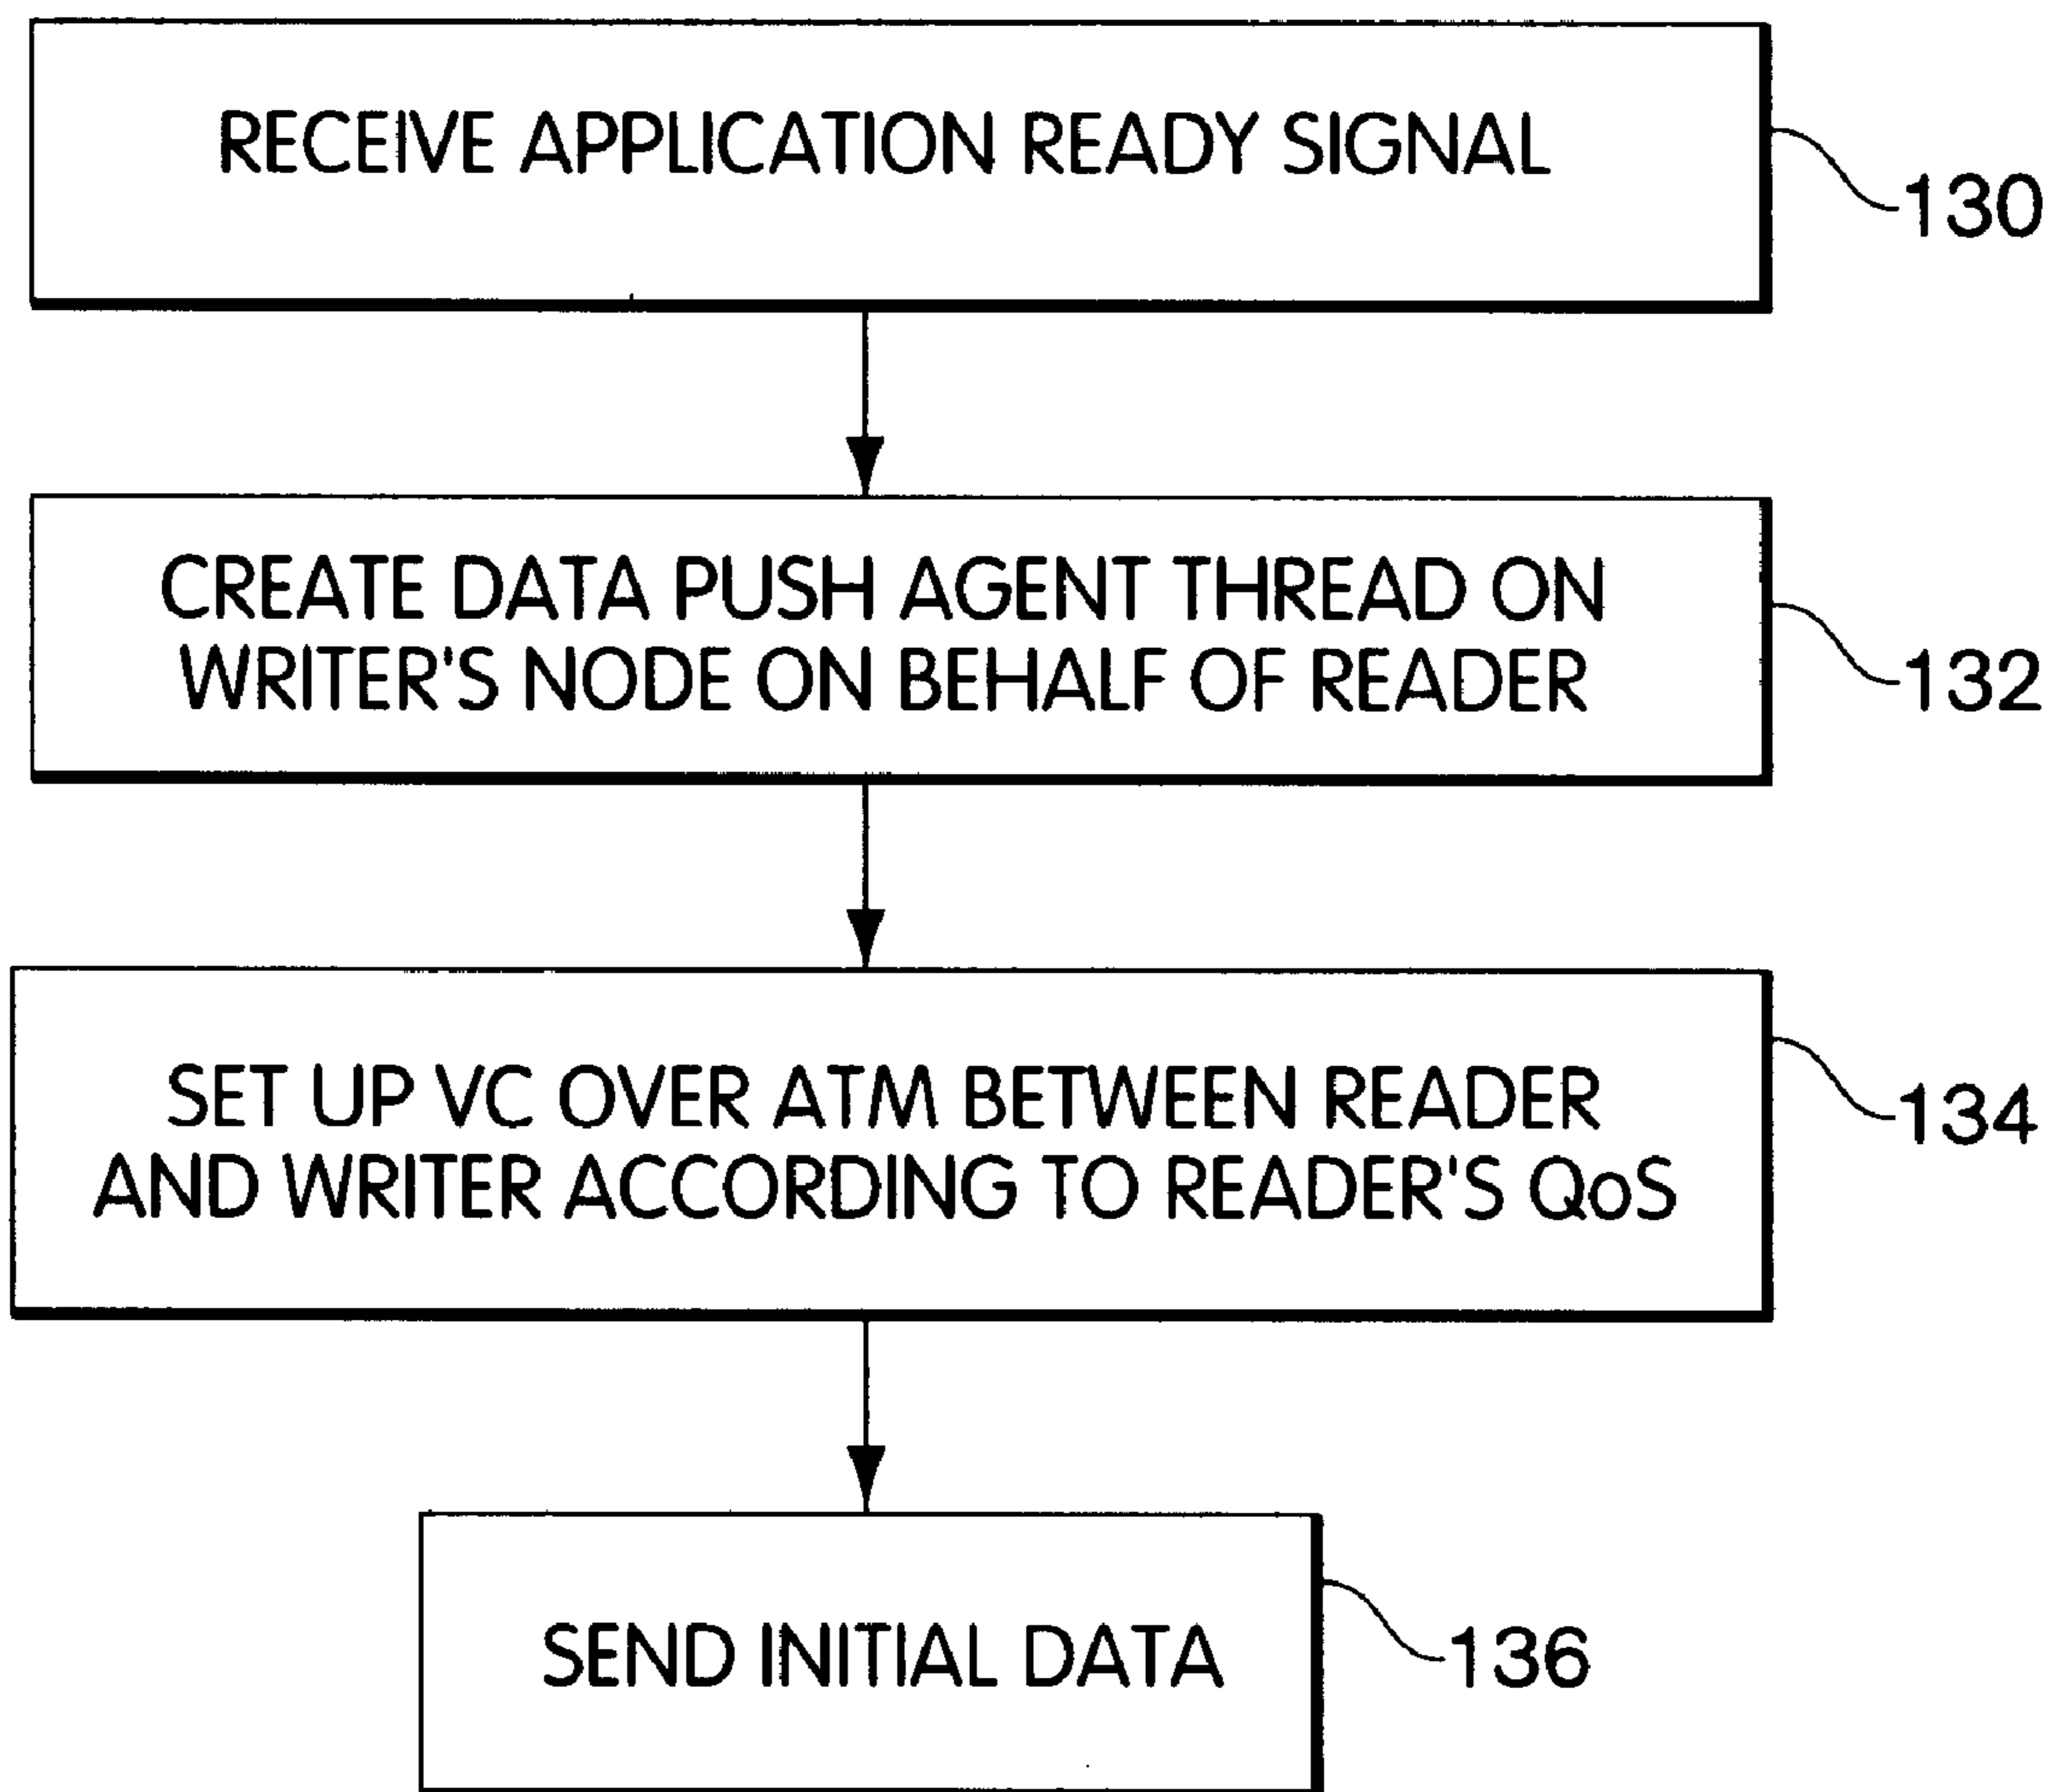 RECEIVE APPLICATION READY SIGNAL
130
CREATE DATA PUSH AGENT THREAD ON
WRITER'S NODE ON BEHALF OF READER
132
SET UP VC OVER ATM BETWEEN READER
AND WRITER ACCORDING TO READER'S QoS
134
SEND INITIAL DATA
136